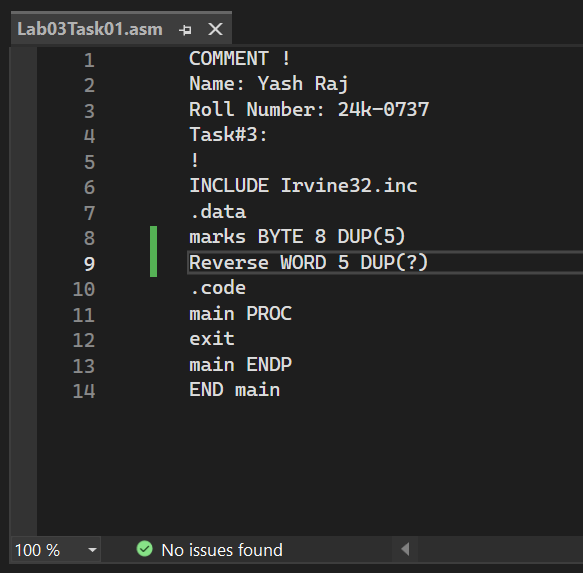 Lab03Task01.asm
1 COMMENT !
2 Name: Yash Raj
3 Roll Number: 24k-0737
4 Task#3:
5 !
6 INCLUDE Irvine32.inc
7 .data
8 marks BYTE 8 DUP(5)
9 Reverse WORD 5 DUP(?)
10 .code
11 main PROC
12 exit
13 main ENDP
14 END main
100 % No issues found